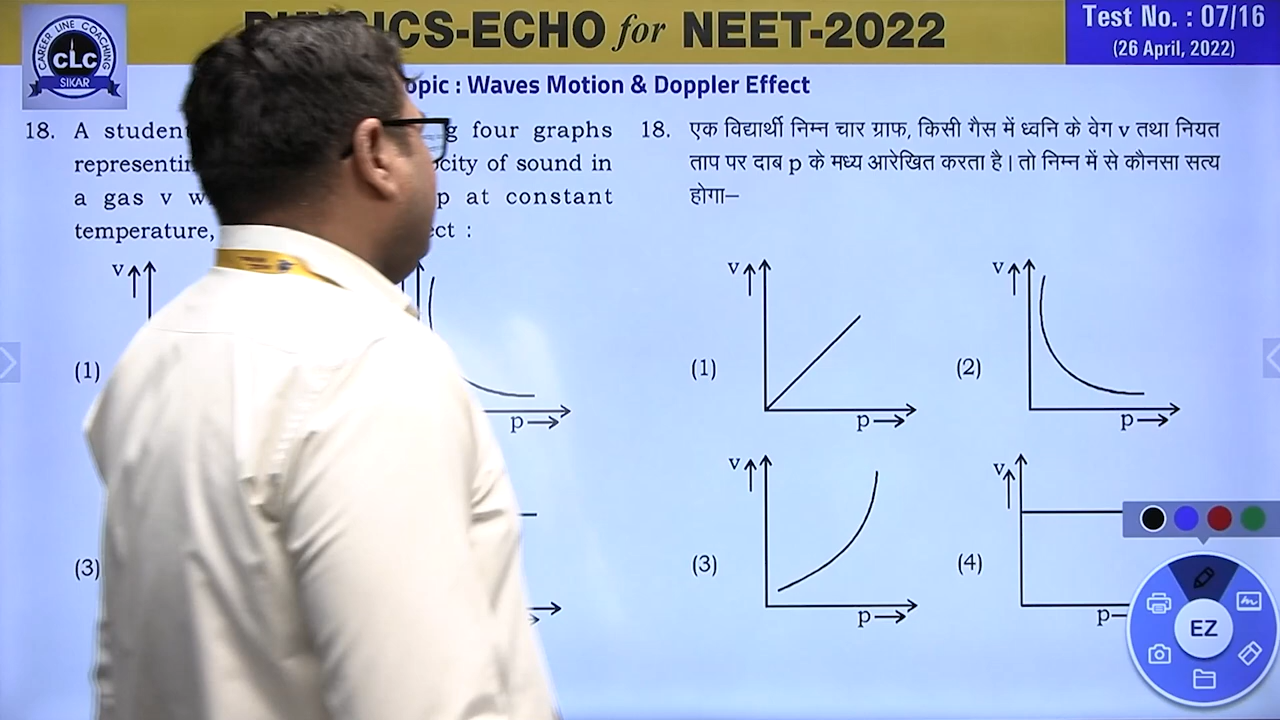 CS-ECHO for NEET-2022
Test No. : 07/16
(26 April, 2022)
CAREER LINE COACHING
CLC
SIKAR
opic : Waves Motion & Doppler Effect
18. A student g four graphs
representin ocity of sound in
a gas v w p at constant
temperature, ect :
v
(1)
p
(3)
18. एक विद्यार्थी निम्न चार ग्राफ, किसी गैस में ध्वनि के वेग v तथा नियत
ताप पर दाब p के मध्य आरेखित करता है। तो निम्न में से कौनसा सत्य
होगा–
v
(1)
p
v
(2)
p
v
(3)
p
v
(4)
p
EZ